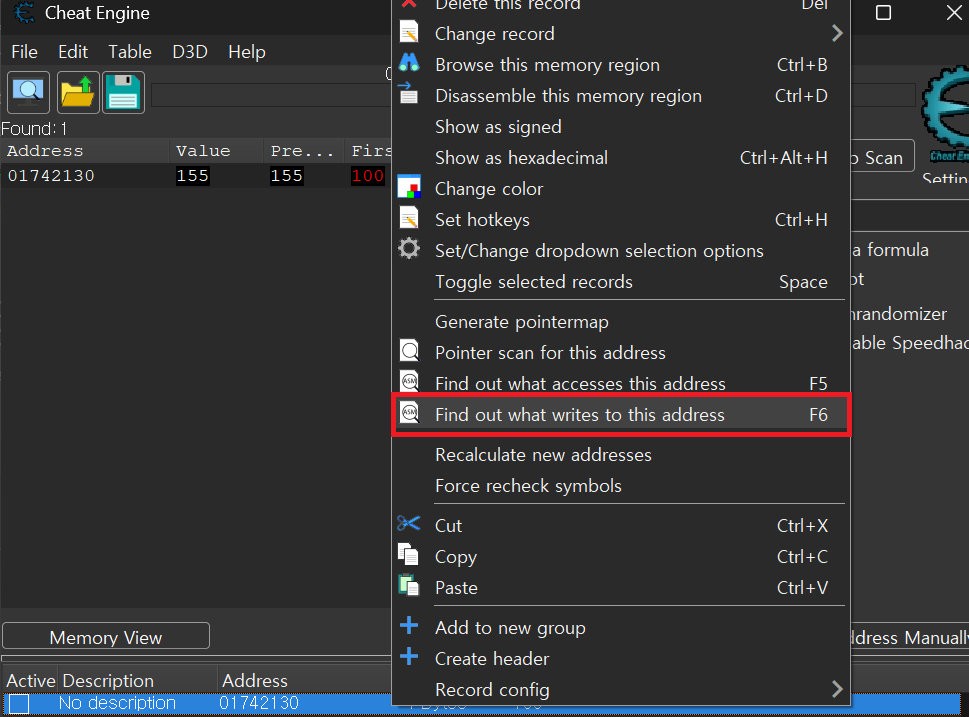 Cheat Engine
File Edit Table D3D Help
Found: 1
Address Value Pre... Firs
01742130 155 155 100
Memory View
Active Description Address
No description 01742130
Delete this record Del
Change record
Browse this memory region Ctrl+B
Disassemble this memory region Ctrl+D
Show as signed
Show as hexadecimal Ctrl+Alt+H
Change color
Set hotkeys Ctrl+H
Set/Change dropdown selection options
Toggle selected records Space
Generate pointermap
Pointer scan for this address
Find out what accesses this address F5
Find out what writes to this address F6
Recalculate new addresses
Force recheck symbols
Cut Ctrl+X
Copy Ctrl+C
Paste Ctrl+V
Add to new group
Create header
Record config
Scan
Settin
a formula
nrandomizer
able Speedhac
ddress Manually